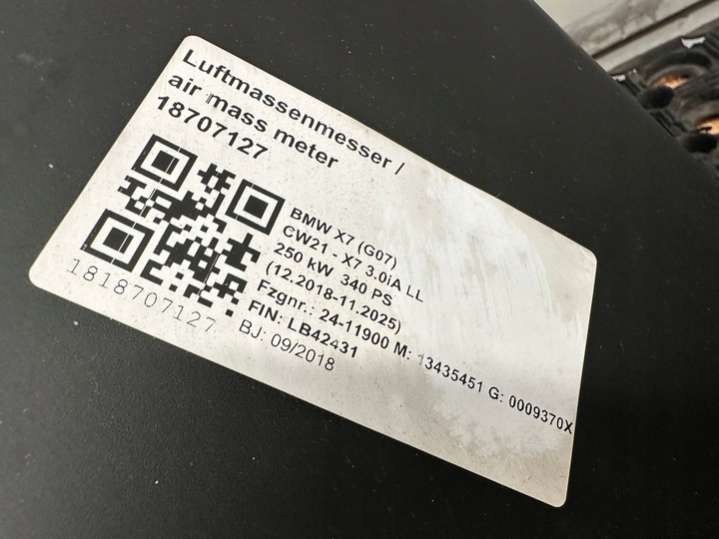 Luftmassenmesser /
air mass meter
18707127
BMW X7 (G07)
CW21 - X7 3.0iA LL
250 kW 340 PS
(12.2018-11.2025)
Fzgnr.: 24-11900 M: 13435451 G: 0009370X
FIN: LB42431
BJ: 09/2018
1818707127